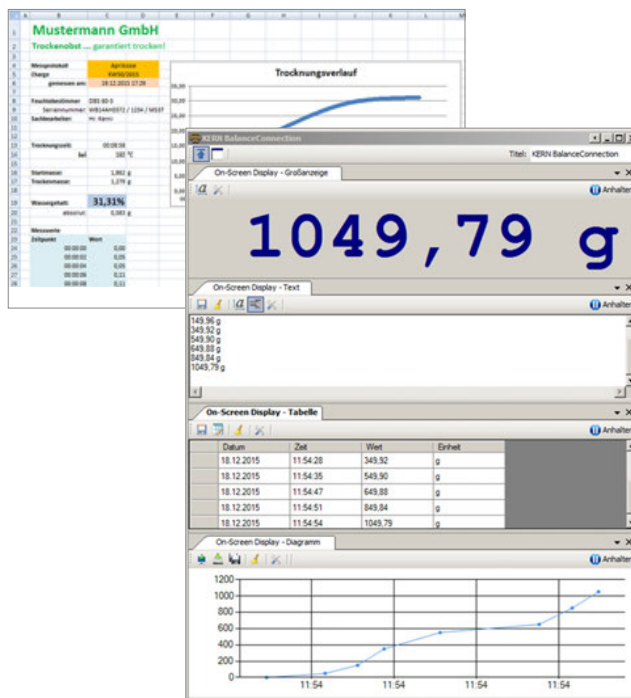 Mustermann GmbH
Trockenobst ... garantiert trocken!
Messprotokoll Aprikose
Charge KW50/2015
gemessen am: 18.12.2015 17:29
Trocknungsverlauf
Feuchtebestimmer DBS 60-3
Seriennummer:
Sachbearbeiter: Hr. Kern
Trocknungszeit: 00:08:58
bei 160 °C
Startmasse: 1,862 g
Trockenmasse: 1,279 g
Wassergehalt: 31,31%
absolut: 0,583 g
Messwerte
Zeitpunkt Wert
00:00:00 0,00
00:00:02 0,05
00:00:04 0,05
00:00:06 0,11
00:00:08 0,11
KERN BalanceConnection
Titel: KERN BalanceConnection
On-Screen Display - Großanzeige
Anhalten
1049,79 g
On-Screen Display - Text
Anhalten
149,96 g
349,92 g
549,90 g
649,88 g
849,84 g
1049,79 g
On-Screen Display - Tabelle
Anhalten
Datum Zeit Wert Einheit
18.12.2015 11:54:28 349,92 g
18.12.2015 11:54:35 549,90 g
18.12.2015 11:54:47 649,88 g
18.12.2015 11:54:51 849,84 g
18.12.2015 11:54:54 1049,79 g
On-Screen Display - Diagramm
Anhalten
1200
1000
800
600
400
200
0
11:54 11:54 11:54 11:54